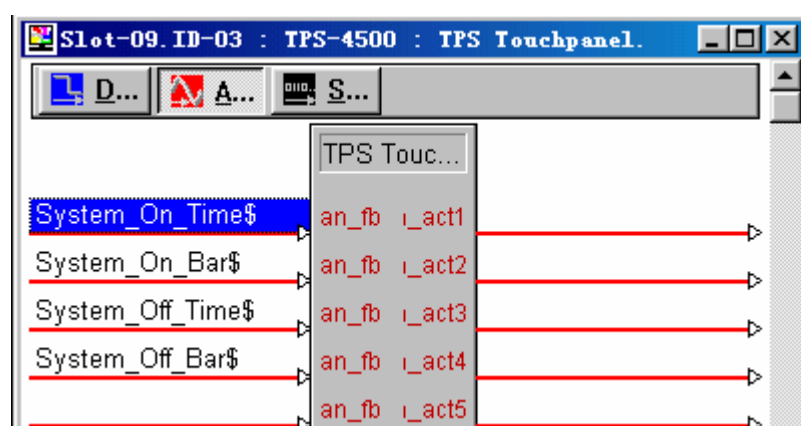 Slot-09.ID-03 : TPS-4500 : TPS Touchpanel.
D... A... S...
TPS Touc...
System_On_Time$ an_fb ı_act1
System_On_Bar$ an_fb ı_act2
System_Off_Time$ an_fb ı_act3
System_Off_Bar$ an_fb ı_act4
an_fb ı_act5